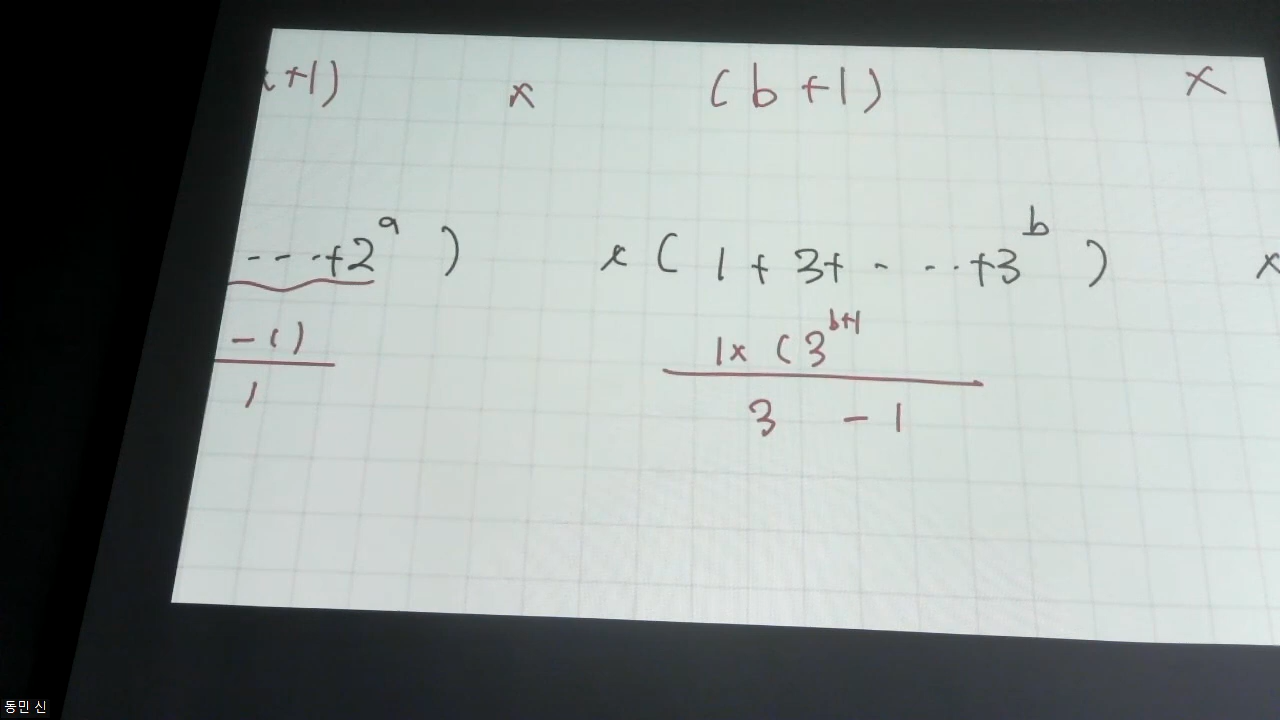 +1) × (b+1) ×
----+2^a ) × ( 1 + 3+ - - - ·+3^b ) ×
-1) 1× (3^{b+1}
1 3 - 1
동민 신